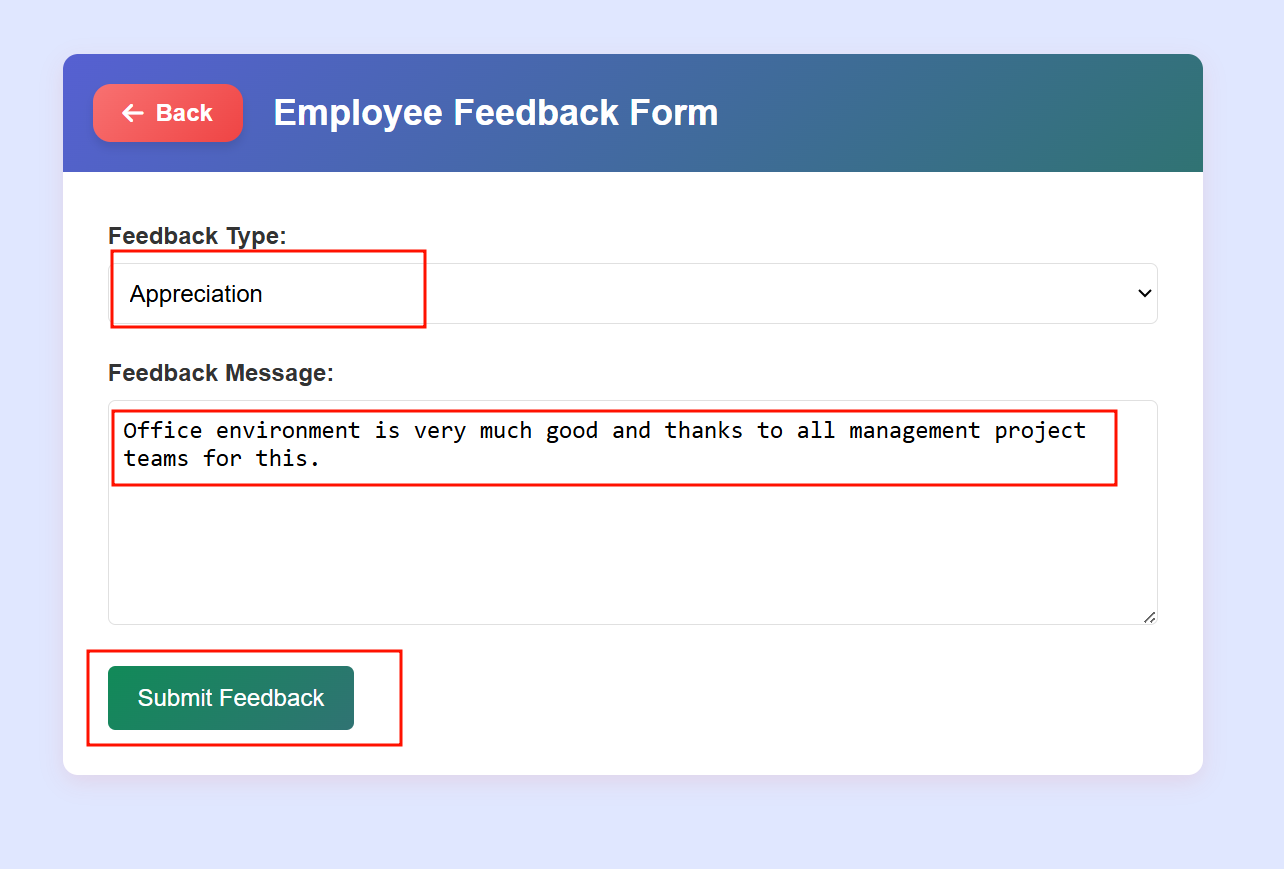 Back
Employee Feedback Form
Feedback Type:
Appreciation
Feedback Message:
Office environment is very much good and thanks to all management project
teams for this.
Submit Feedback